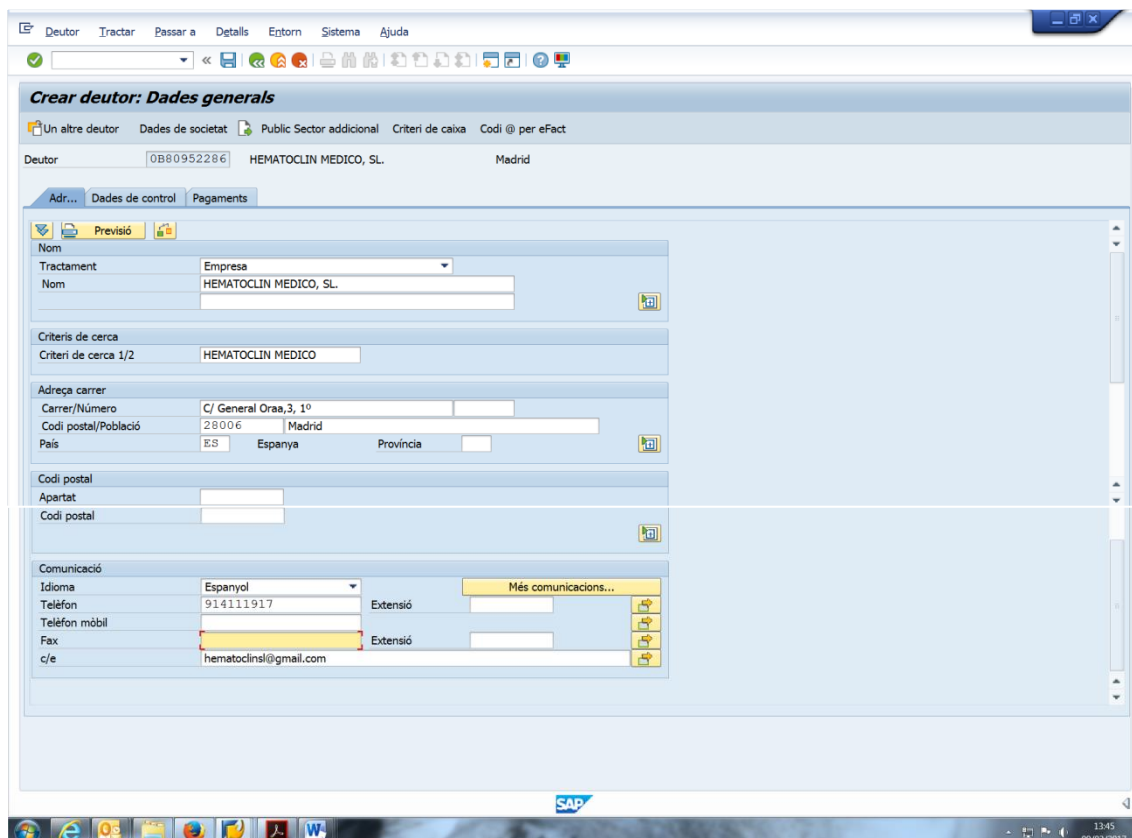 Deutor Tractar Passar a Detalls Entorn Sistema Ajuda
Crear deutor: Dades generals
Un altre deutor Dades de societat Public Sector addicional Criteri de caixa Codi @ per eFact
Deutor 0B80952286 HEMATOCLIN MEDICO, SL. Madrid
Adr... Dades de control Pagaments
Previsió
Nom
Tractament Empresa
Nom HEMATOCLIN MEDICO, SL.
Criteris de cerca
Criteri de cerca 1/2 HEMATOCLIN MEDICO
Adreça carrer
Carrer/Número C/ General Oraa,3, 1º
Codi postal/Població 28006 Madrid
País ES Espanya Província
Codi postal
Apartat
Codi postal
Comunicació
Idioma Espanyol Més comunicacions...
Telèfon 914111917 Extensió
Telèfon mòbil
Fax Extensió
c/e hematoclinsl@gmail.com
SAP
13:45